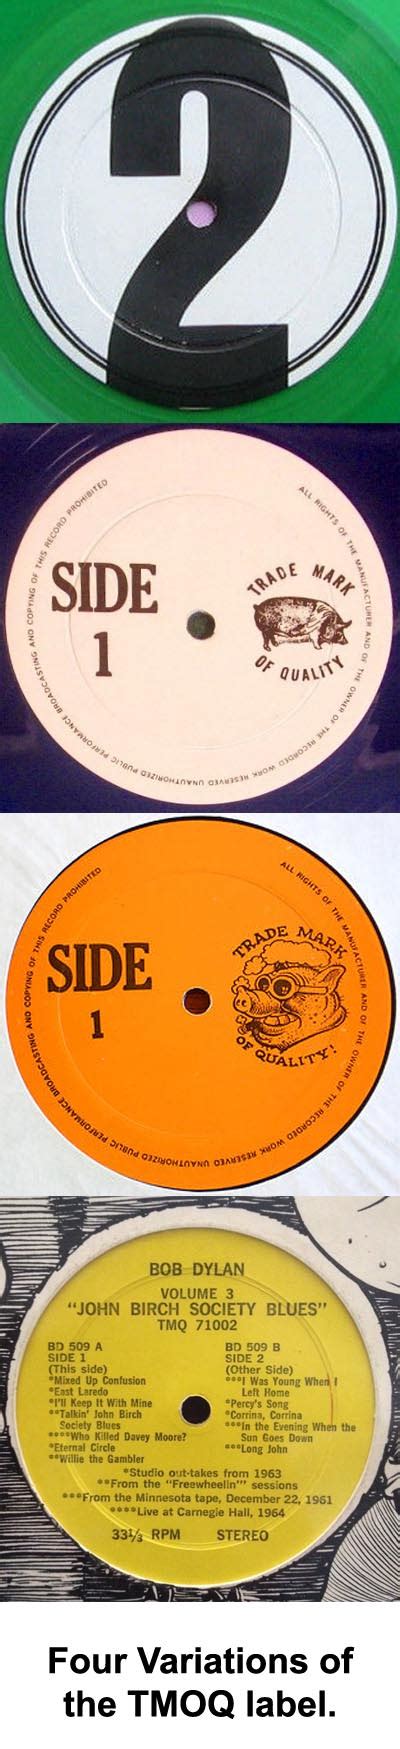 2
SIDE
1
TRADE MARK
OF QUALITY
ALL RIGHTS OF THE MANUFACTURER AND OF THE OWNER OF THE RECORDED WORK RESERVED UNAUTHORIZED PUBLIC PERFORMANCE BROADCASTING AND COPYING OF THIS RECORD PROHIBITED
SIDE
1
TRADE MARK
OF QUALITY!
ALL RIGHTS OF THE MANUFACTURER AND OF THE OWNER OF THE RECORDED WORK RESERVED UNAUTHORIZED PUBLIC PERFORMANCE BROADCASTING AND COPYING OF THIS RECORD PROHIBITED
BOB DYLAN
VOLUME 3
"JOHN BIRCH SOCIETY BLUES"
TMQ 71002
BD 509 A
SIDE 1
(This side)
*Mixed Up Confusion
*East Laredo
*I'll Keep It With Mine
**Talkin' John Birch
Society Blues
****Who Killed Davey Moore?
*Eternal Circle
**Willie the Gambler
BD 509 B
SIDE 2
(Other Side)
***I Was Young When I
Left Home
*Percy's Song
*Corrina, Corrina
***In the Evening When the
Sun Goes Down
***Long John
*Studio out-takes from 1963
**From the "Freewheelin'" sessions
***From the Minnesota tape, December 22, 1961
****Live at Carnegie Hall, 1964
33⅓ RPM STEREO
Four Variations of
the TMOQ label.